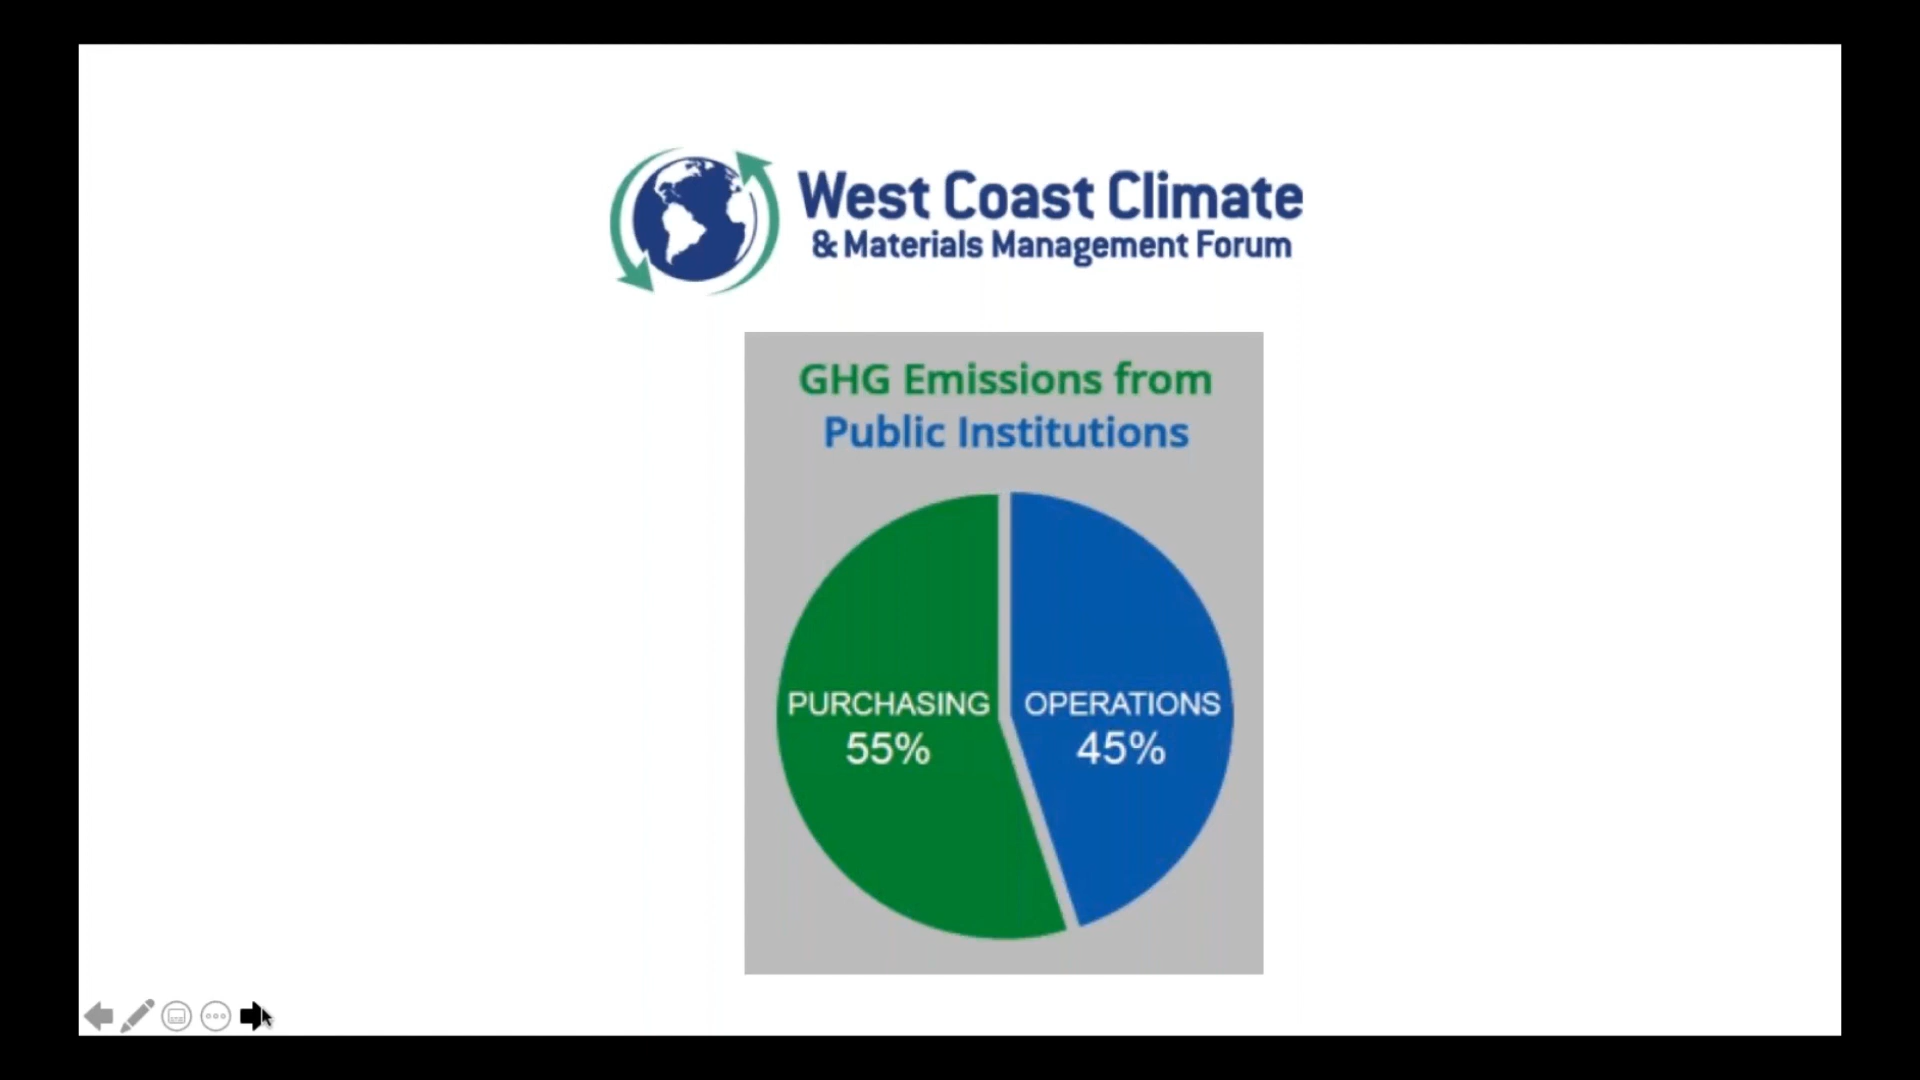 West Coast Climate
& Materials Management Forum
GHG Emissions from
Public Institutions
PURCHASING
55%
OPERATIONS
45%